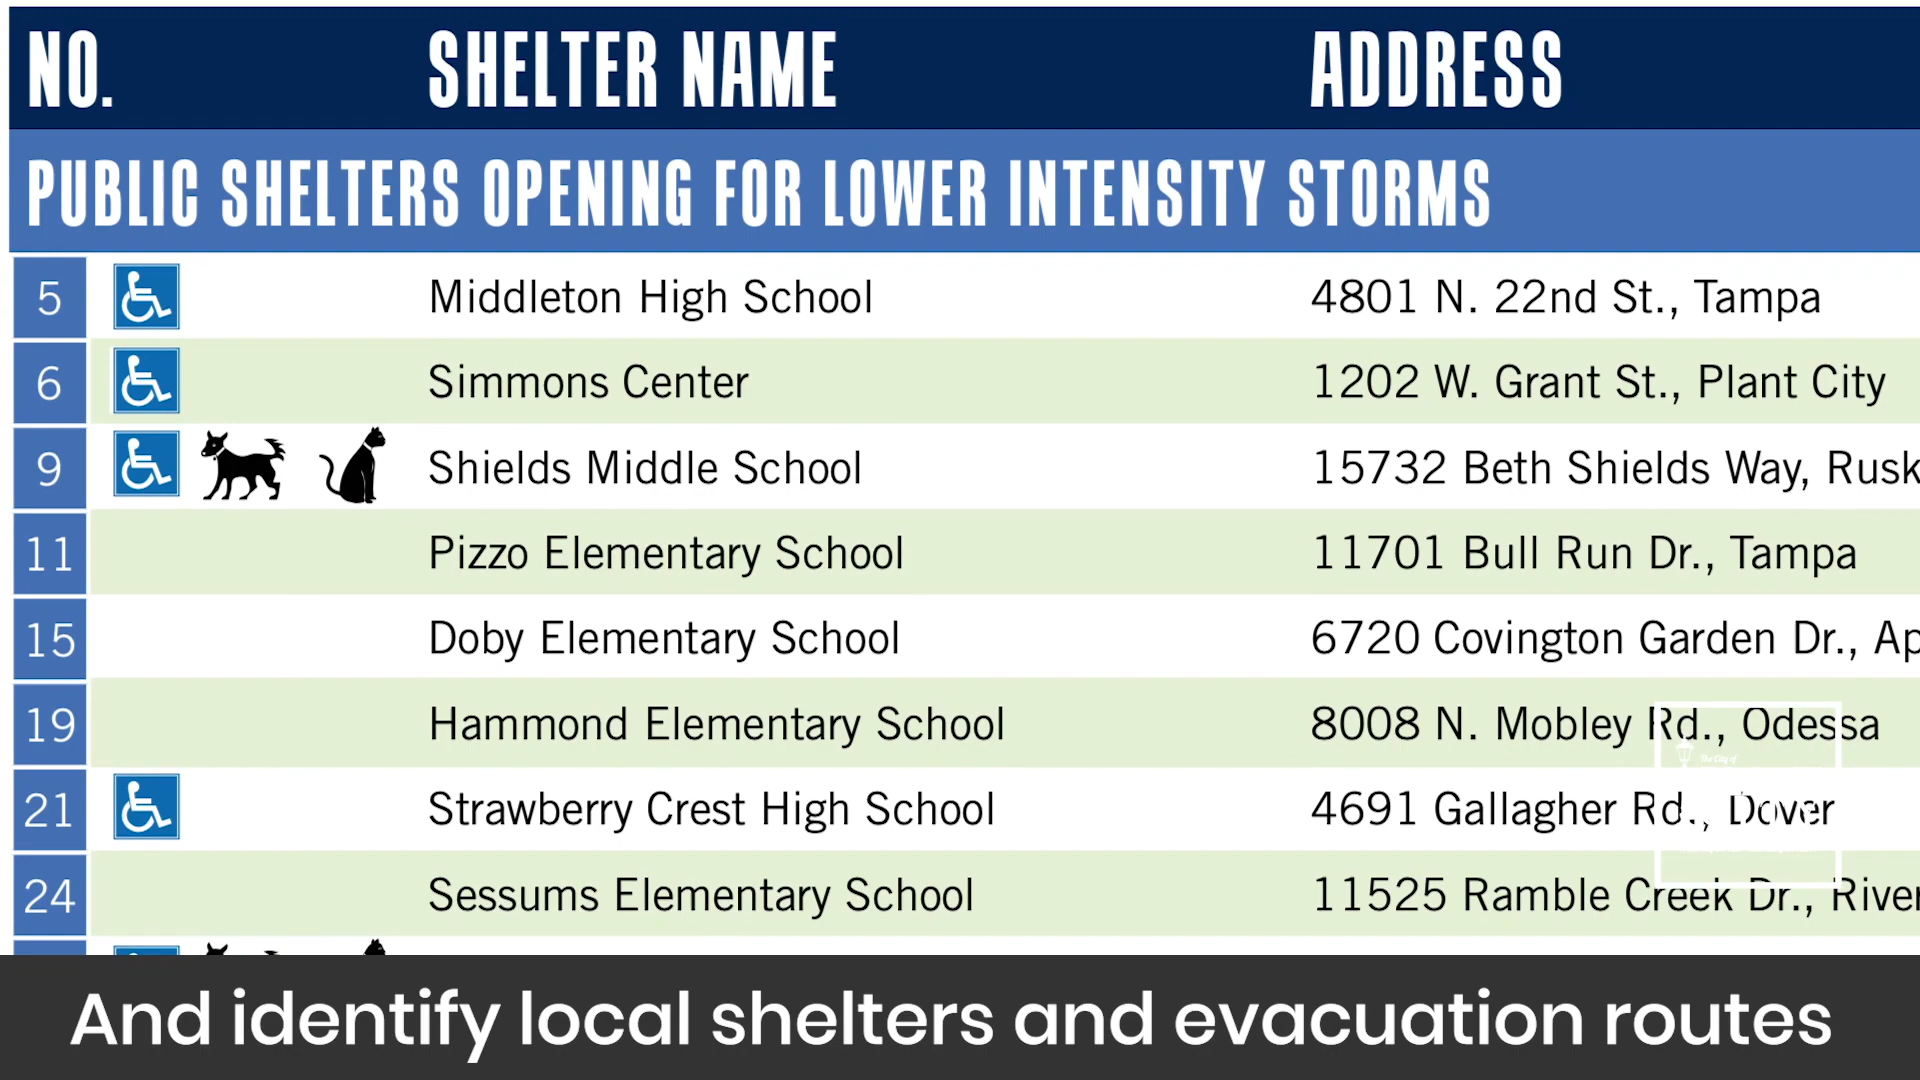 NO. SHELTER NAME ADDRESS
PUBLIC SHELTERS OPENING FOR LOWER INTENSITY STORMS
5 Middleton High School 4801 N. 22nd St., Tampa
6 Simmons Center 1202 W. Grant St., Plant City
9 Shields Middle School 15732 Beth Shields Way, Rusk
11 Pizzo Elementary School 11701 Bull Run Dr., Tampa
15 Doby Elementary School 6720 Covington Garden Dr., Ap
19 Hammond Elementary School 8008 N. Mobley Rd., Odessa
The City of
21 Strawberry Crest High School 4691 Gallagher Rd., Dover
24 Sessums Elementary School 11525 Ramble Creek Dr., River
And identify local shelters and evacuation routes